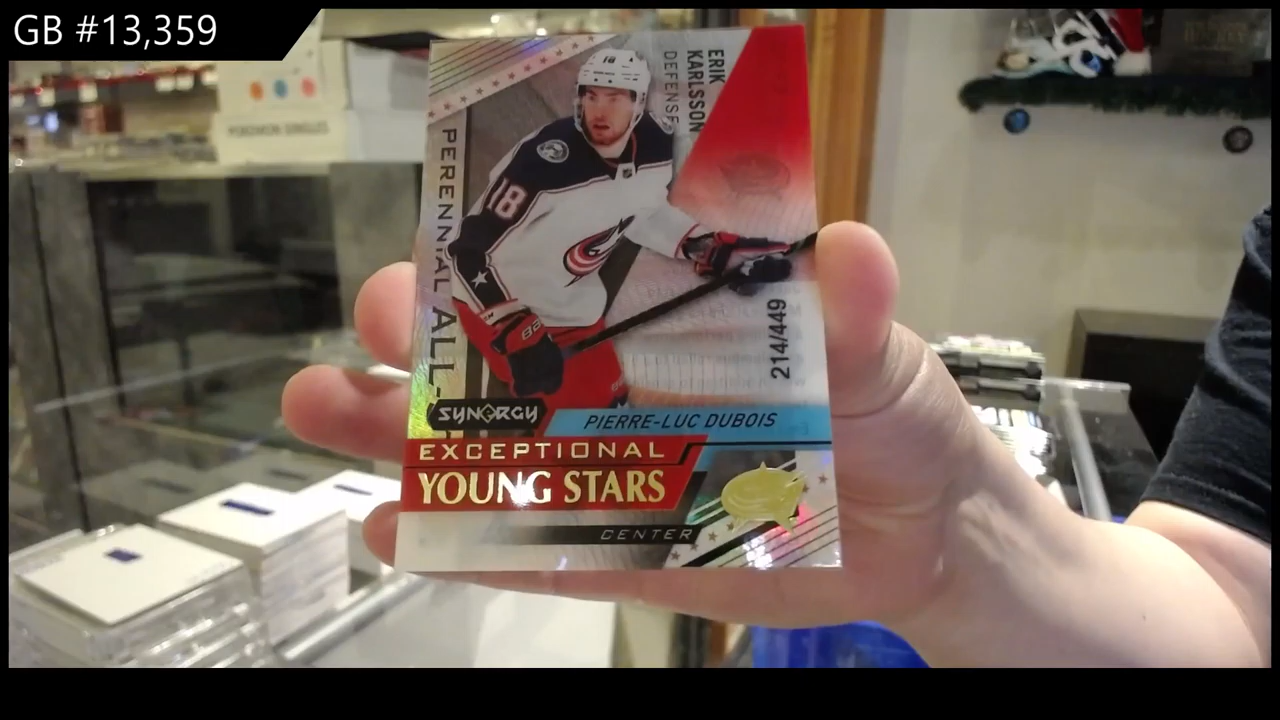 GB #13,359
POKEMON SINGLES
ERIK
KARLSSON
DEFENSE
PERENNIAL ALL-
18
18
214/449
SYNERGY
PIERRE-LUC DUBOIS
EXCEPTIONAL
YOUNG STARS
CENTER